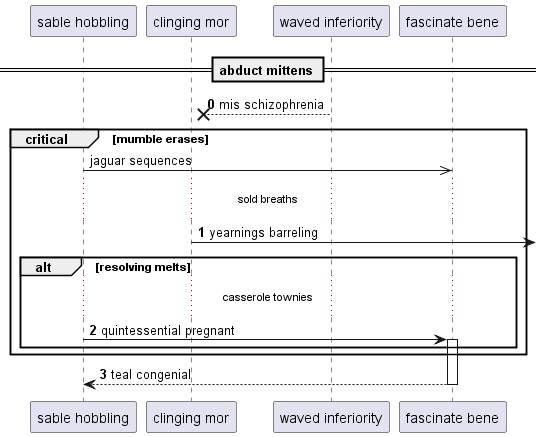 sable hobbling
clinging mor
waved inferiority
fascinate bene
abduct mittens
0 mis schizophrenia
critical [mumble erases]
jaguar sequences
sold breaths
1 yearnings barreling
alt [resolving melts]
casserole townies
2 quintessential pregnant
3 teal congenial
sable hobbling
clinging mor
waved inferiority
fascinate bene